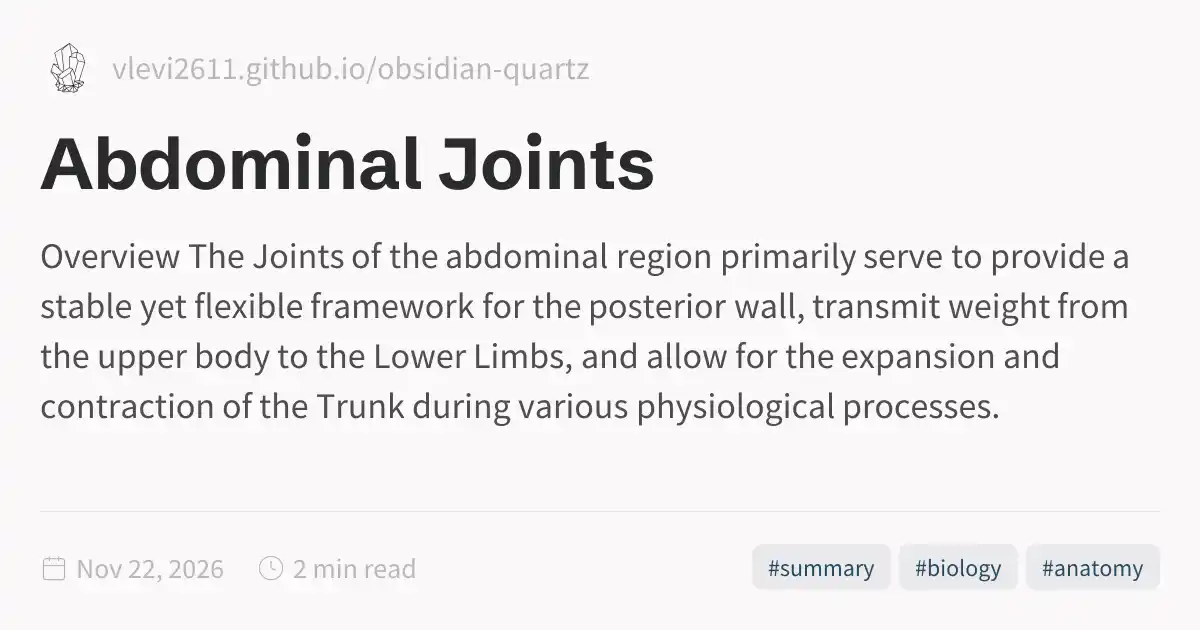 vlevi2611.github.io/obsidian-quartz
Abdominal Joints
Overview The Joints of the abdominal region primarily serve to provide a
stable yet flexible framework for the posterior wall, transmit weight from
the upper body to the Lower Limbs, and allow for the expansion and
contraction of the Trunk during various physiological processes.
Nov 22, 2026 2 min read #summary #biology #anatomy